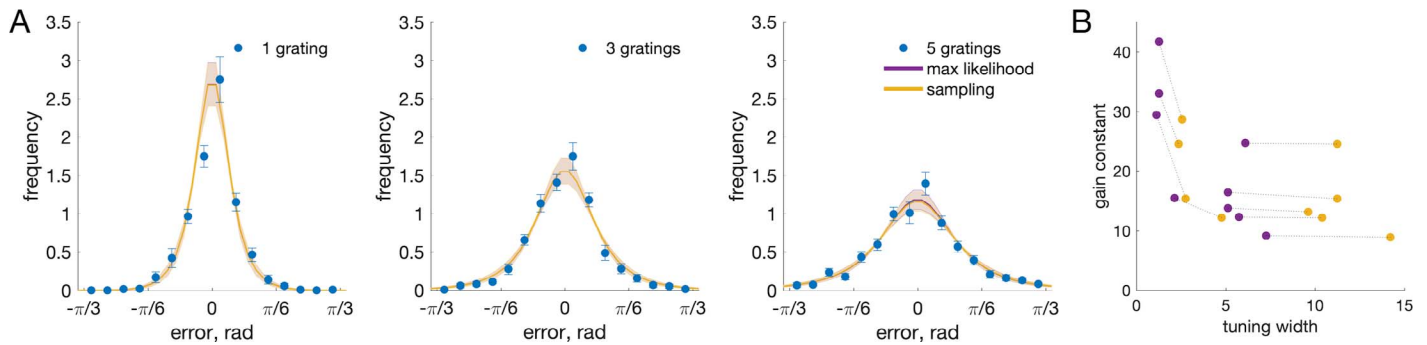 A
3.5
3
2.5
2
1.5
1
0.5
0
frequency
-π/3
-π/6
0
π/6
π/3
error, rad
1 grating
3.5
3
2.5
2
1.5
1
0.5
0
frequency
-π/3
-π/6
0
π/6
π/3
error, rad
3 gratings
3.5
3
2.5
2
1.5
1
0.5
0
frequency
-π/3
-π/6
0
π/6
π/3
error, rad
5 gratings
max likelihood
sampling
B
40
30
20
10
0
gain constant
0
5
10
15
tuning width